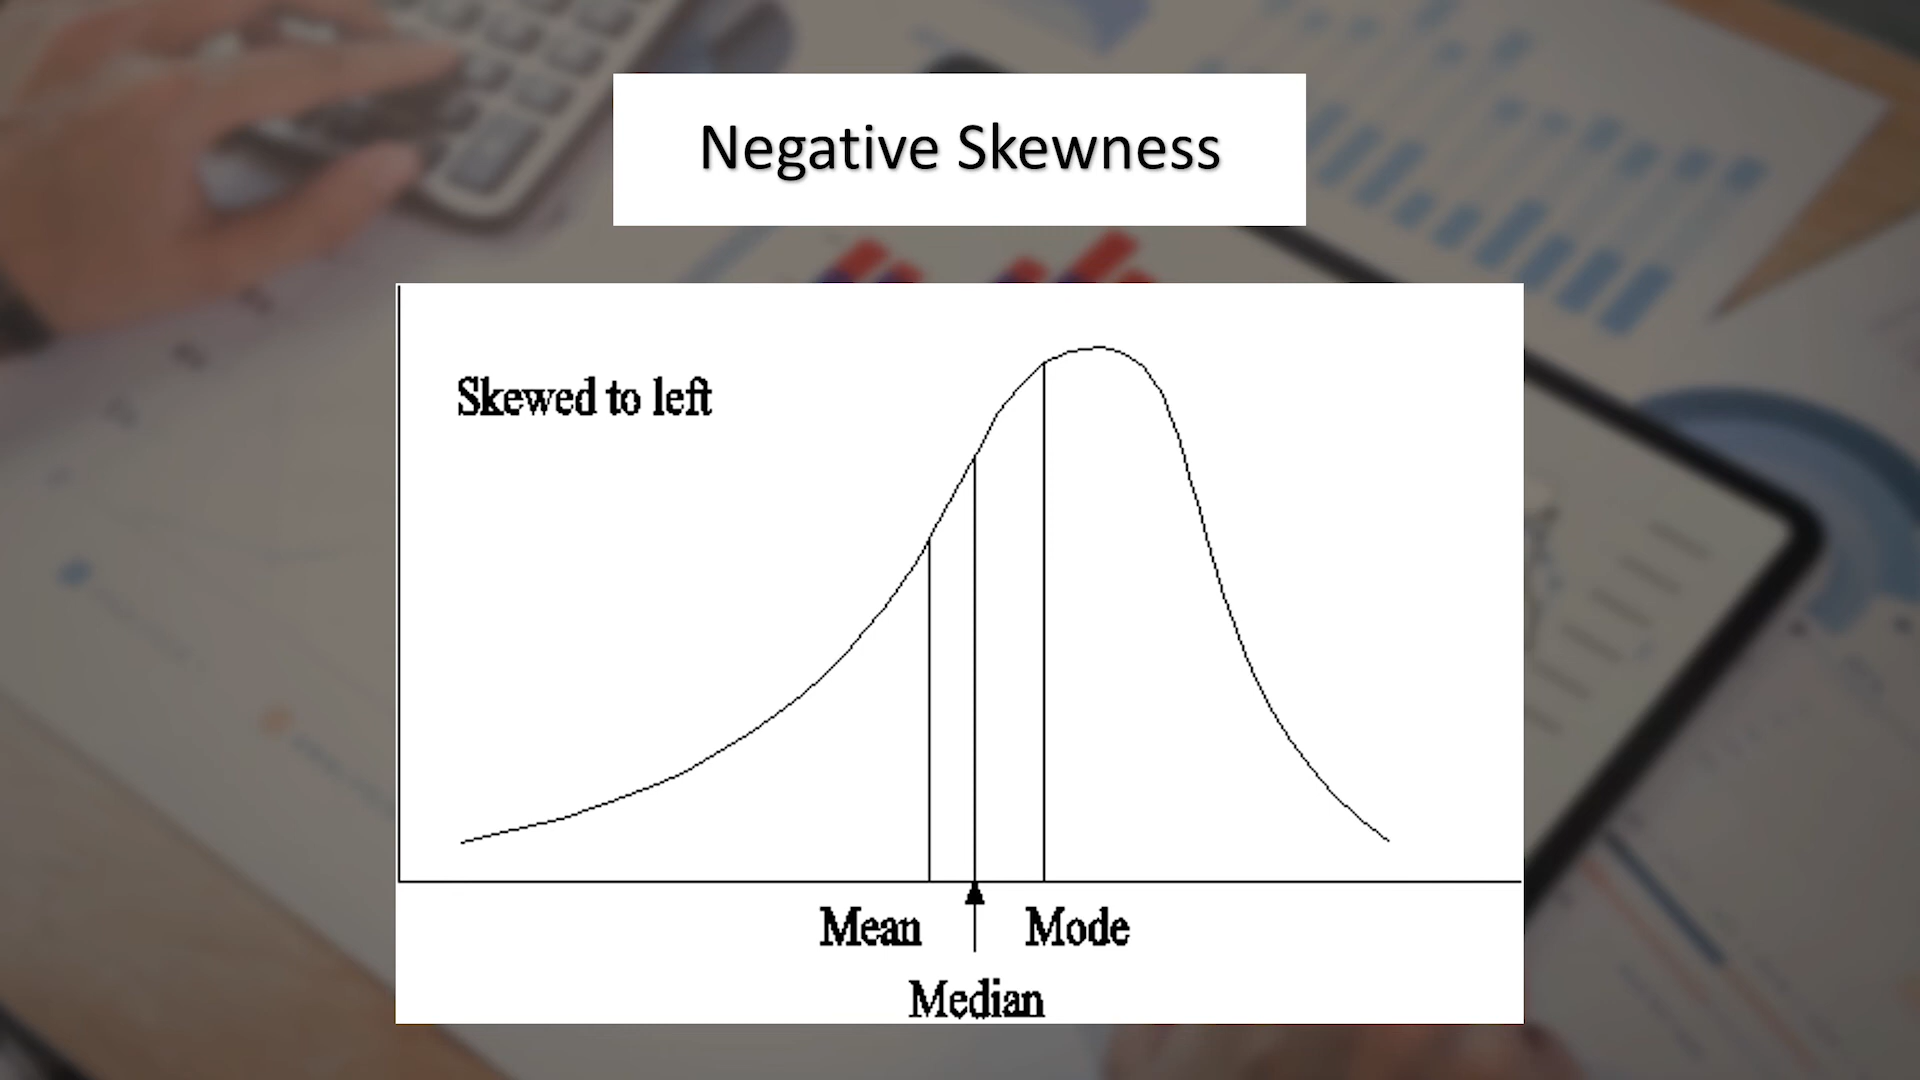 Negative Skewness
Skewed to left
Mean
Mode
Median